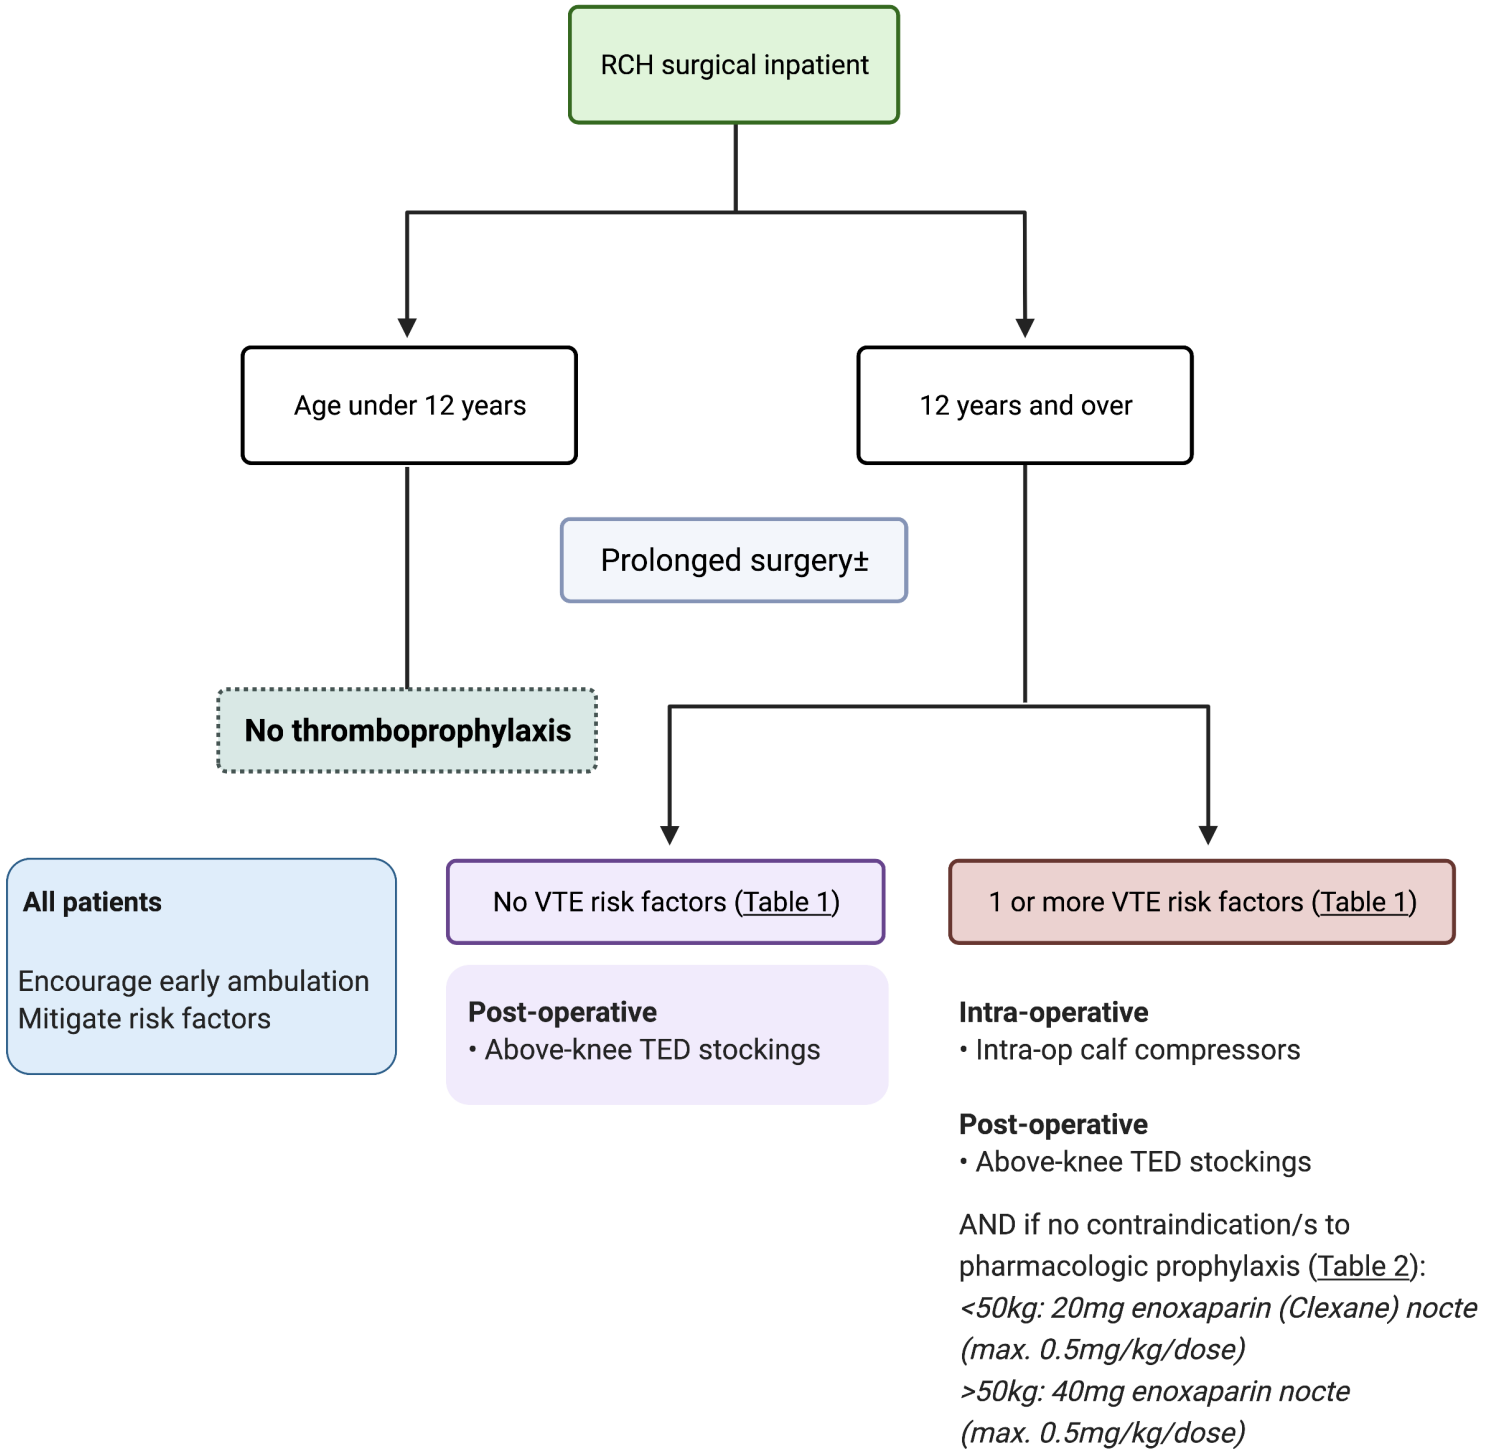 RCH surgical inpatient
Age under 12 years
12 years and over
Prolonged surgery±
No thromboprophylaxis
All patients
Encourage early ambulation
Mitigate risk factors
No VTE risk factors (Table 1)
Post-operative
• Above-knee TED stockings
1 or more VTE risk factors (Table 1)
Intra-operative
• Intra-op calf compressors
Post-operative
• Above-knee TED stockings
AND if no contraindication/s to
pharmacologic prophylaxis (Table 2):
<50kg: 20mg enoxaparin (Clexane) nocte
(max. 0.5mg/kg/dose)
>50kg: 40mg enoxaparin nocte
(max. 0.5mg/kg/dose)